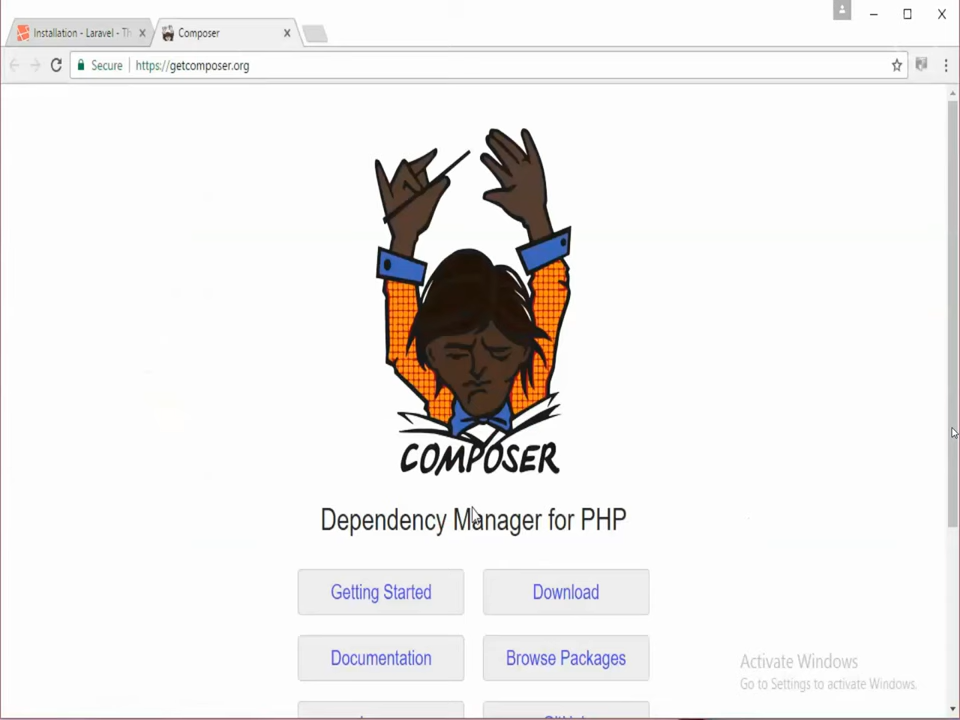 Installation - Laravel - Th
Composer
Secure
https://getcomposer.org
COMPOSER
Dependency Manager for PHP
Getting Started
Download
Documentation
Browse Packages
Activate Windows
Go to Settings to activate Windows.